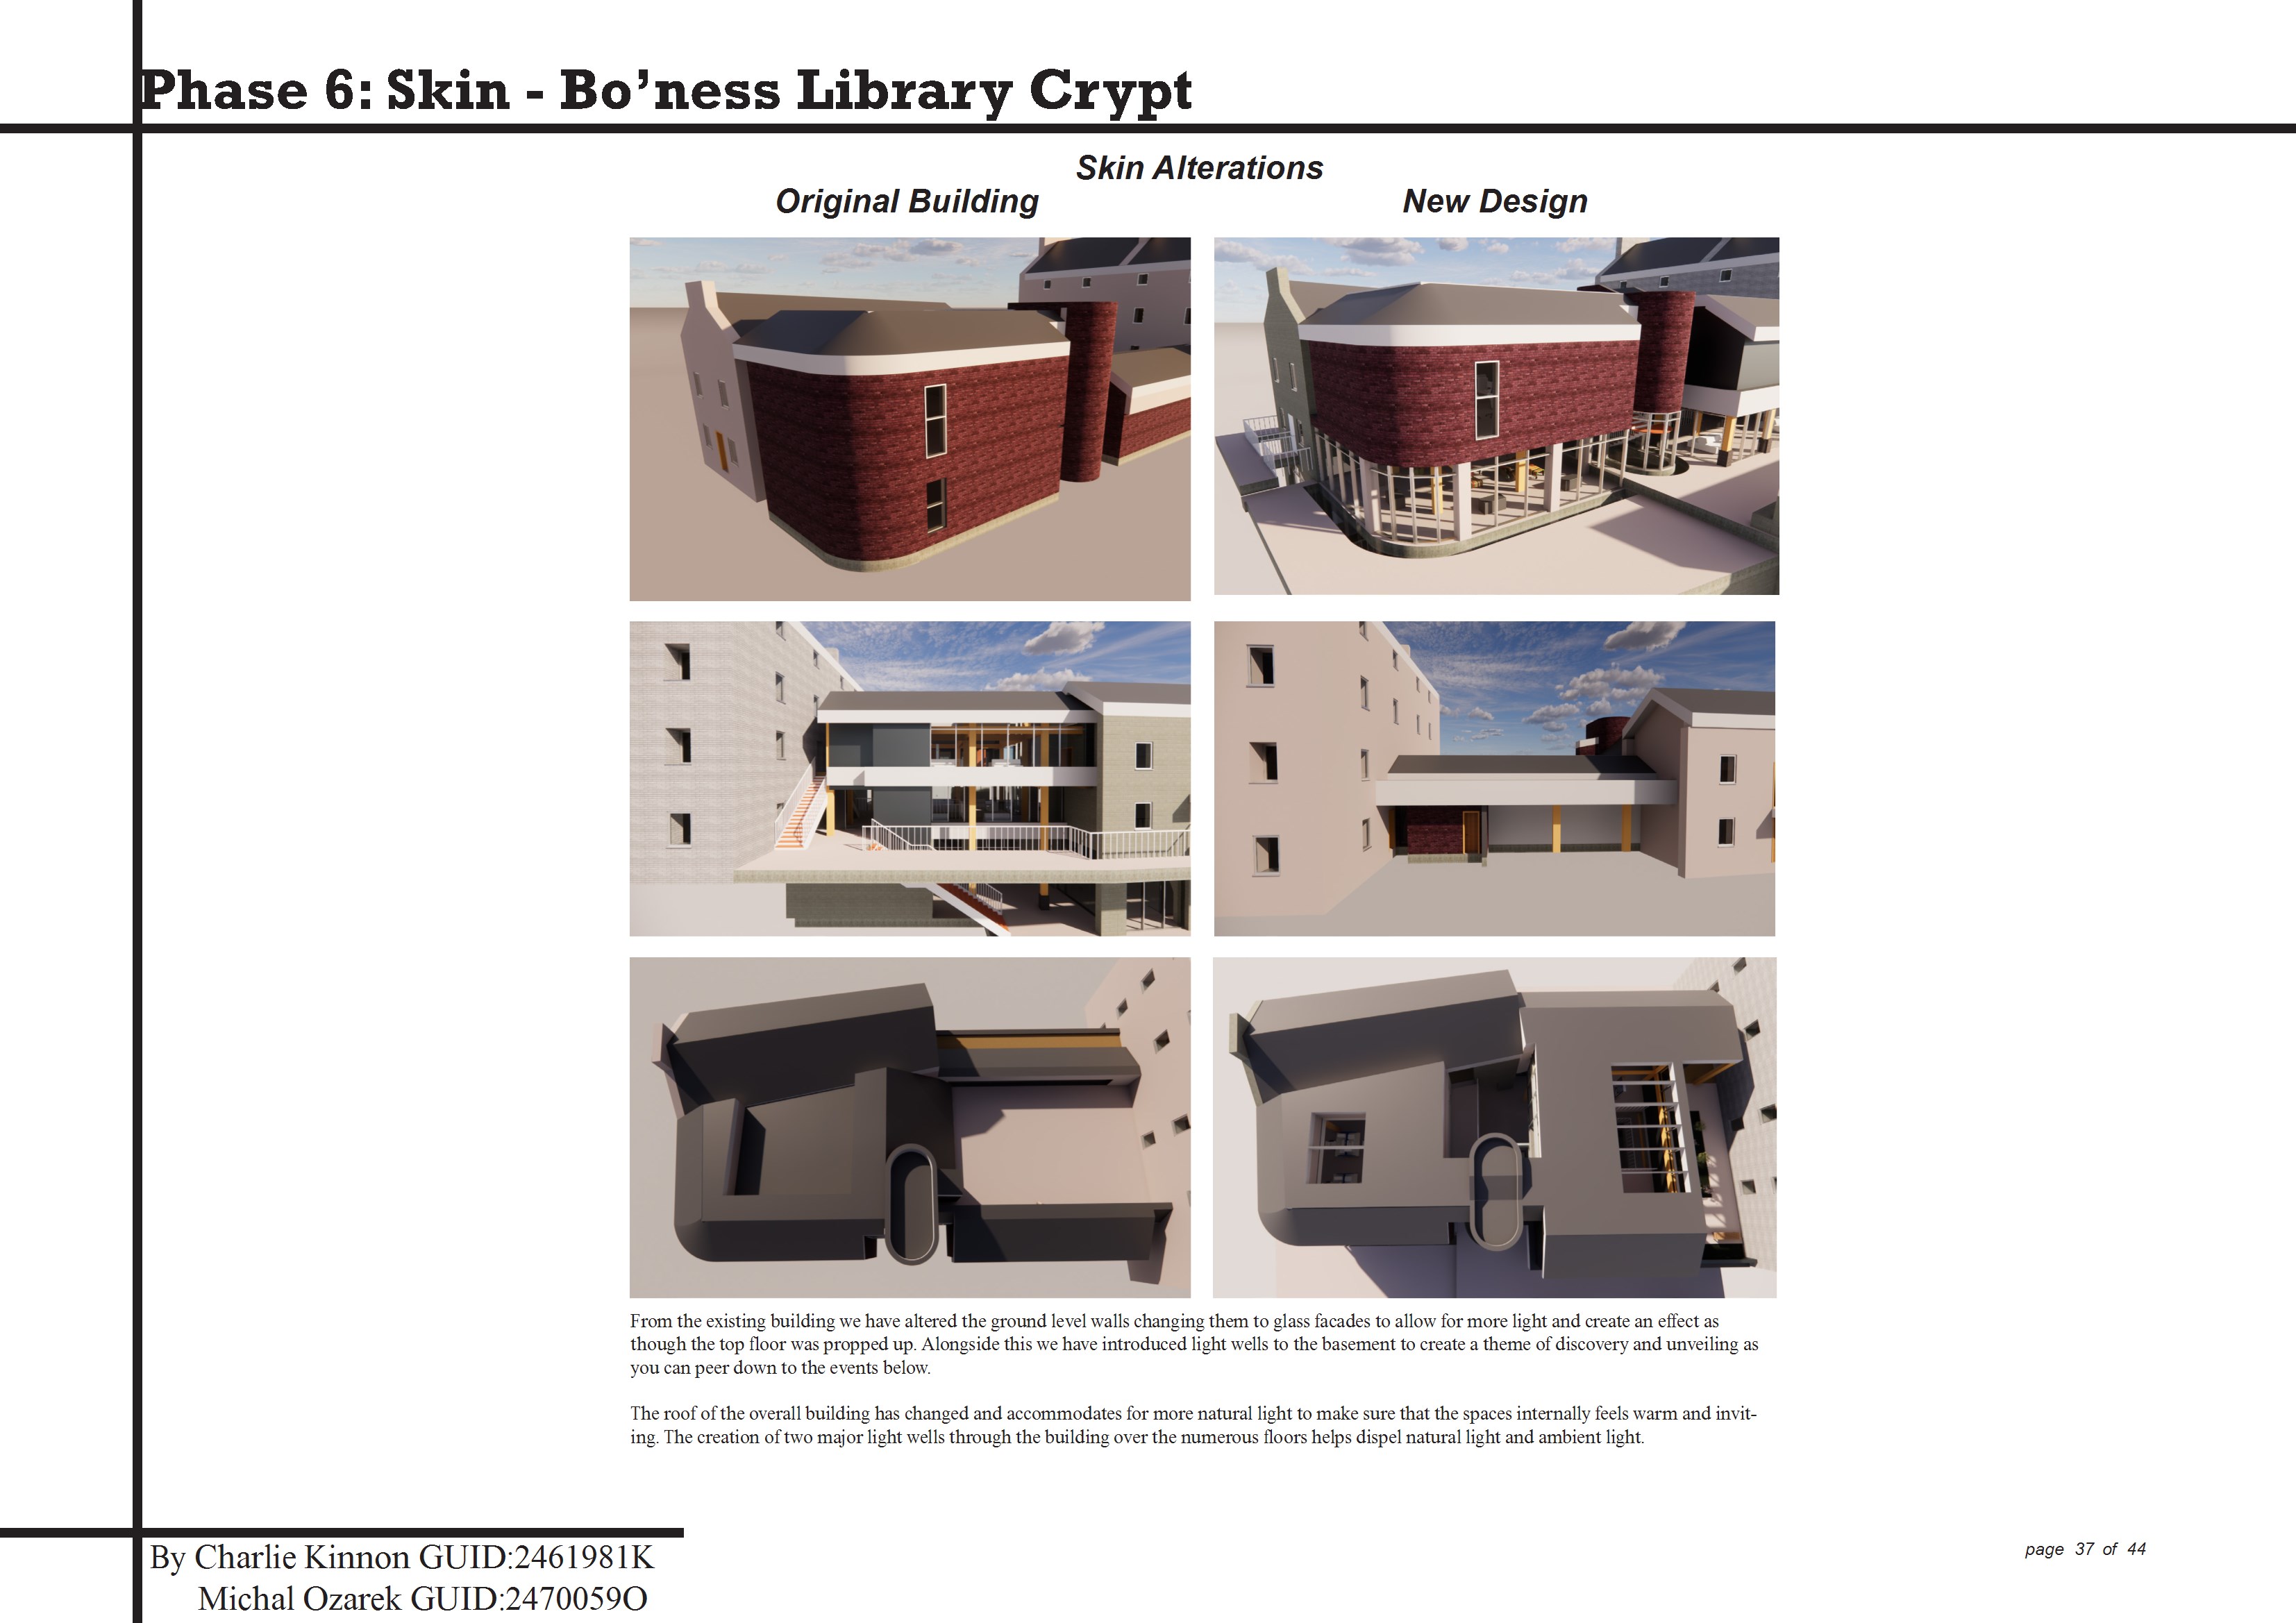 Phase 6: Skin - Bo’ness Library Crypt
Skin Alterations
Original Building
New Design
From the existing building we have altered the ground level walls changing them to glass facades to allow for more light and create an effect as
though the top floor was propped up. Alongside this we have introduced light wells to the basement to create a theme of discovery and unveiling as
you can peer down to the events below.
The roof of the overall building has changed and accommodates for more natural light to make sure that the spaces internally feels warm and invit-
ing. The creation of two major light wells through the building over the numerous floors helps dispel natural light and ambient light.
By Charlie Kinnon GUID:2461981K
Michal Ozarek GUID:2470059O
page 37 of 44